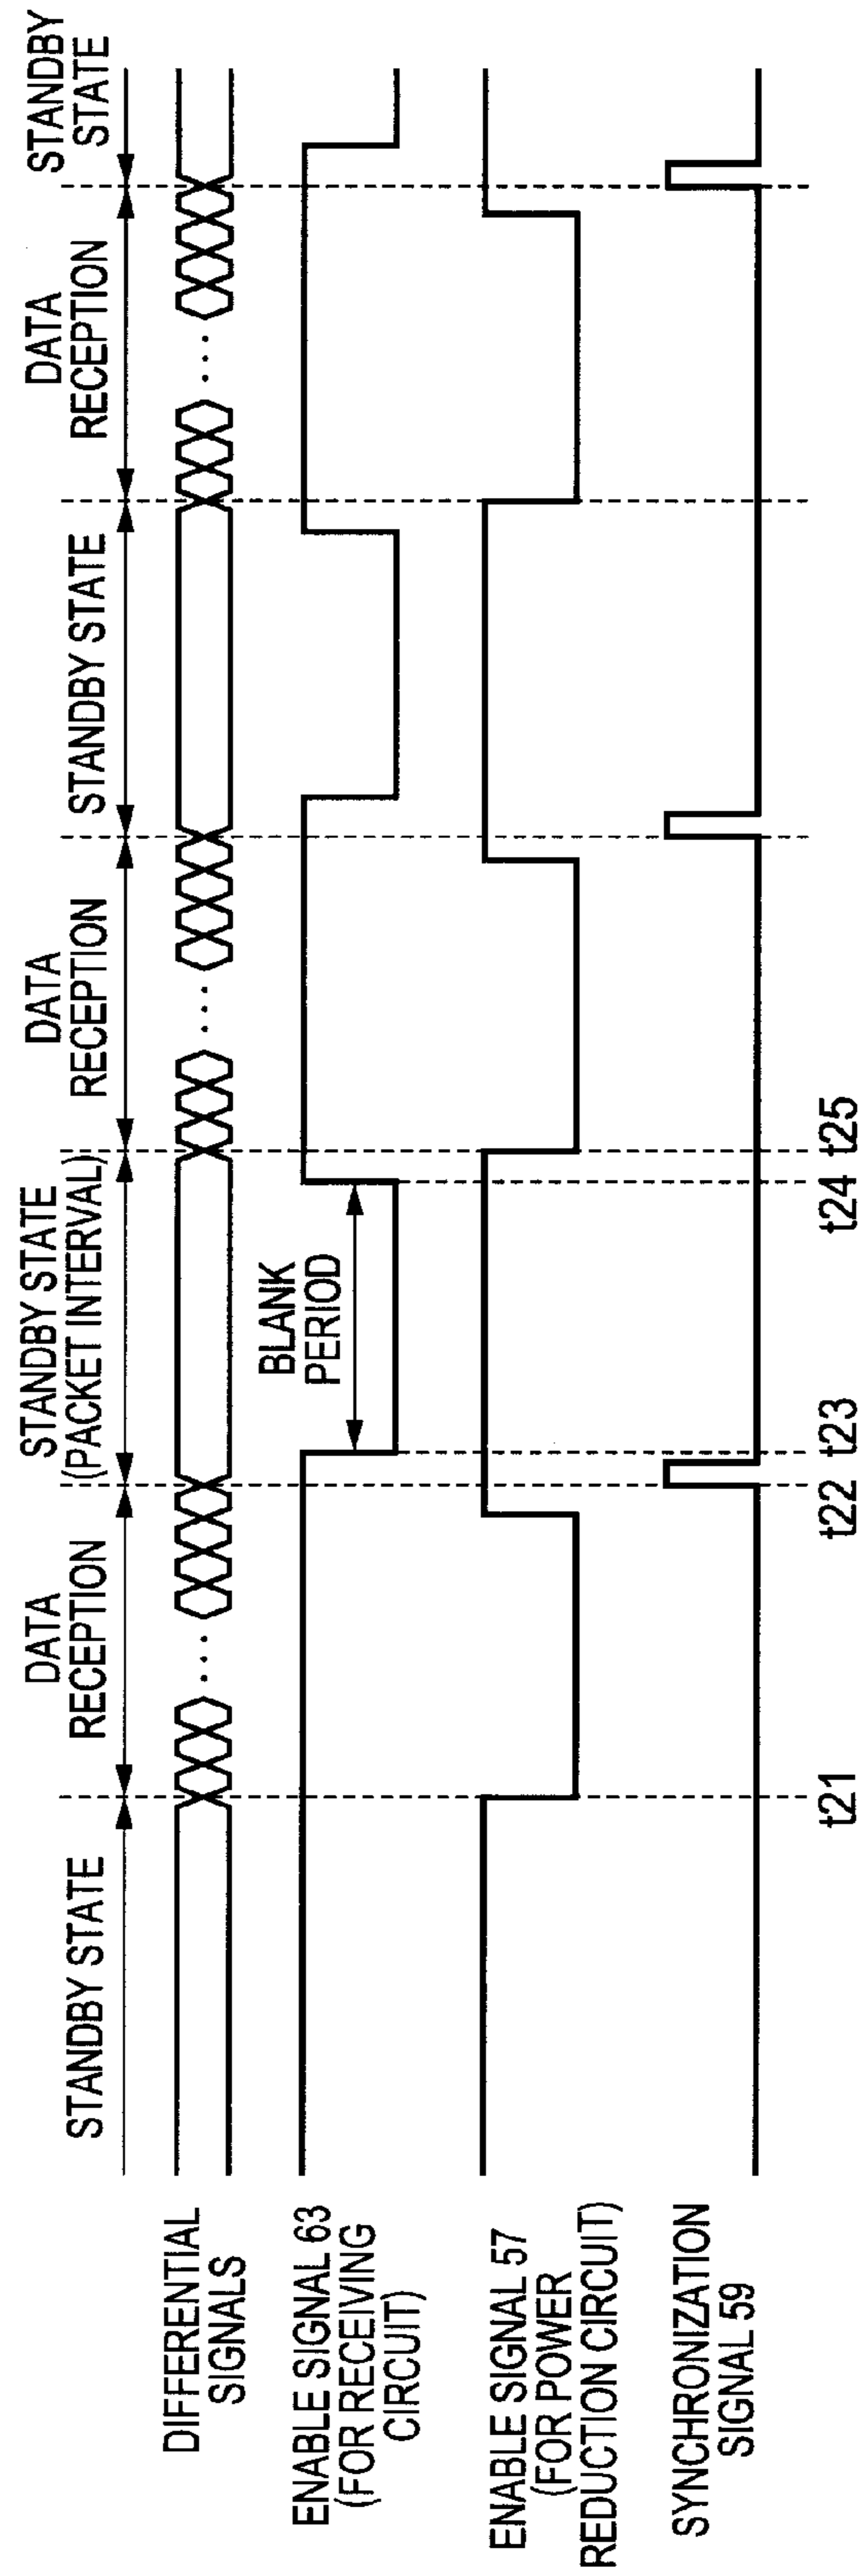 STANDBY STATE
DATA
RECEPTION
STANDBY STATE
(PACKET INTERVAL)
DATA
RECEPTION
STANDBY STATE
DATA
RECEPTION
STANDBY
STATE
DIFFERENTIAL
SIGNALS
....
....
....
ENABLE SIGNAL 63
(FOR RECEIVING
CIRCUIT)
BLANK
PERIOD
ENABLE SIGNAL 57
(FOR POWER
REDUCTION CIRCUIT)
SYNCHRONIZATION
SIGNAL 59
t21
t22
t23
t24
t25